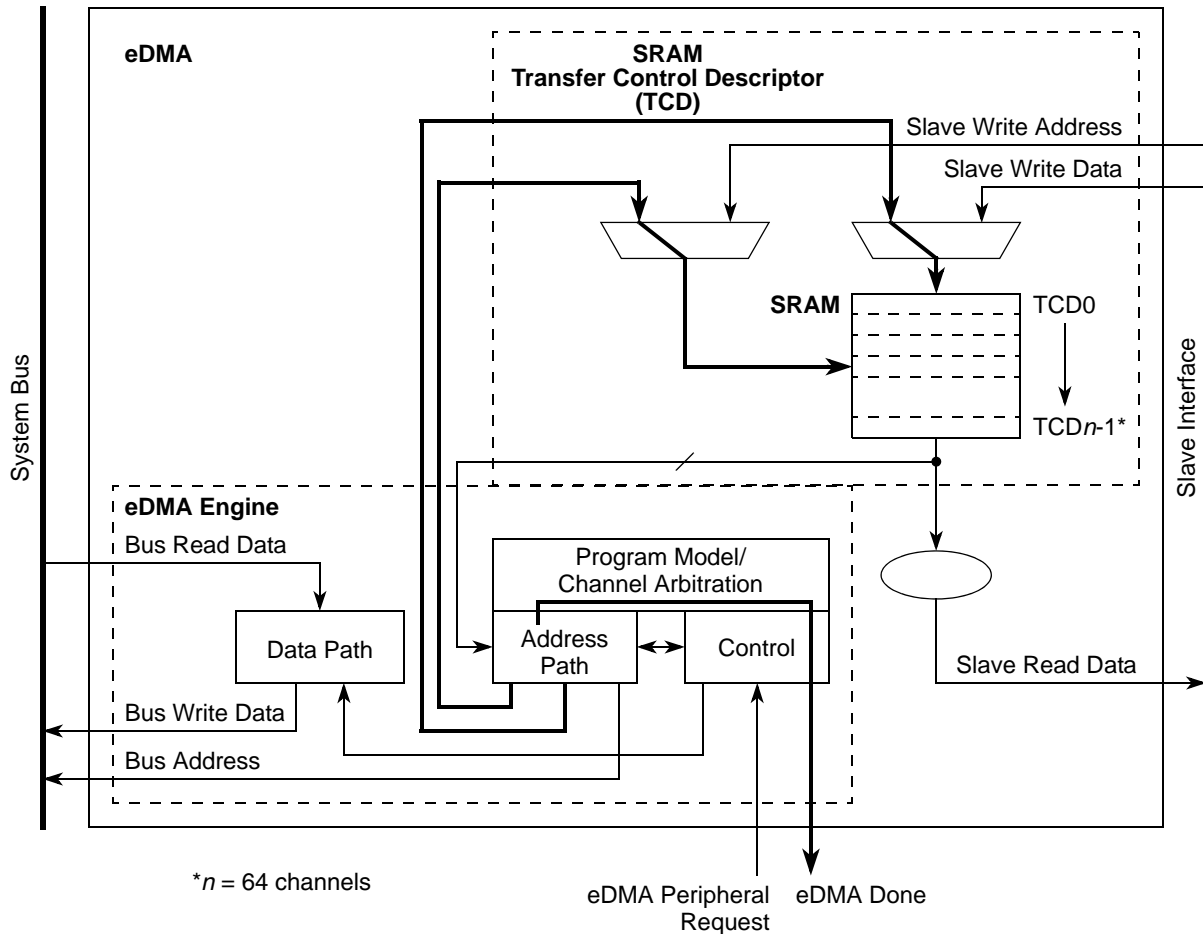 eDMA
SRAM
Transfer Control Descriptor
(TCD)
Slave Write Address
Slave Write Data
SRAM
TCD0
TCDn-1*
System Bus
Slave Interface
eDMA Engine
Bus Read Data
Program Model/
Channel Arbitration
Data Path
Address
Path
Control
Slave Read Data
Bus Write Data
Bus Address
*n = 64 channels
eDMA Peripheral
Request
eDMA Done